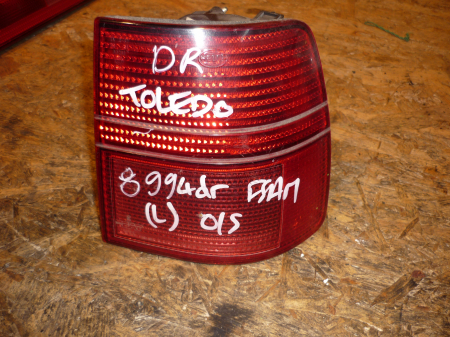 DR
TOLEDO
8994dr
(L) O/S